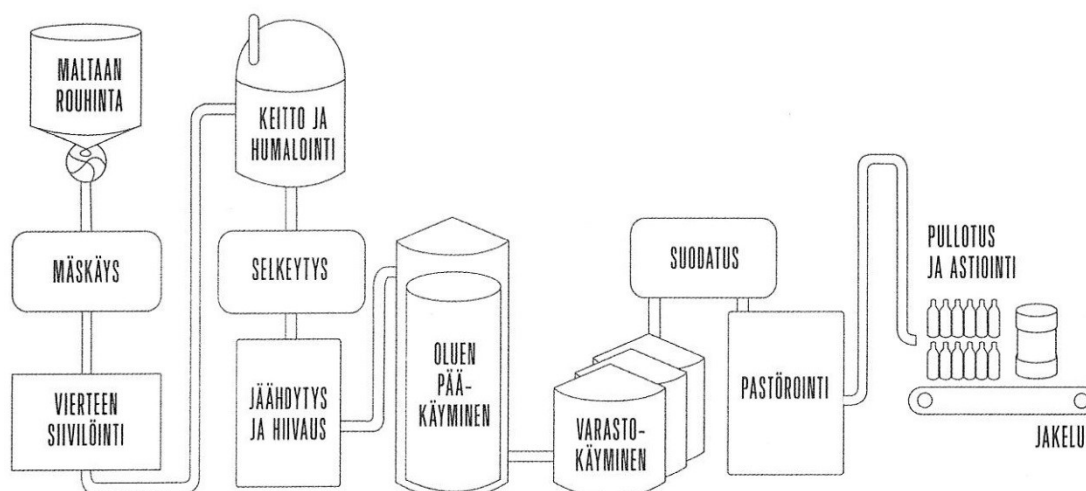 MALTAAN
ROUHINTA
MÄSKÄYS
VIERTEEN
SIIVILÖINTI
KEITTO JA
HUMALOINTI
SELKEYTYS
JÄÄHDYTYS
JA HIIVAUS
OLUEN
PÄÄ-
KÄYMINEN
VARASTO-
KÄYMINEN
SUODATUS
PASTÖROINTI
PULLOTUS
JA ASTIOINTI
JAKELU